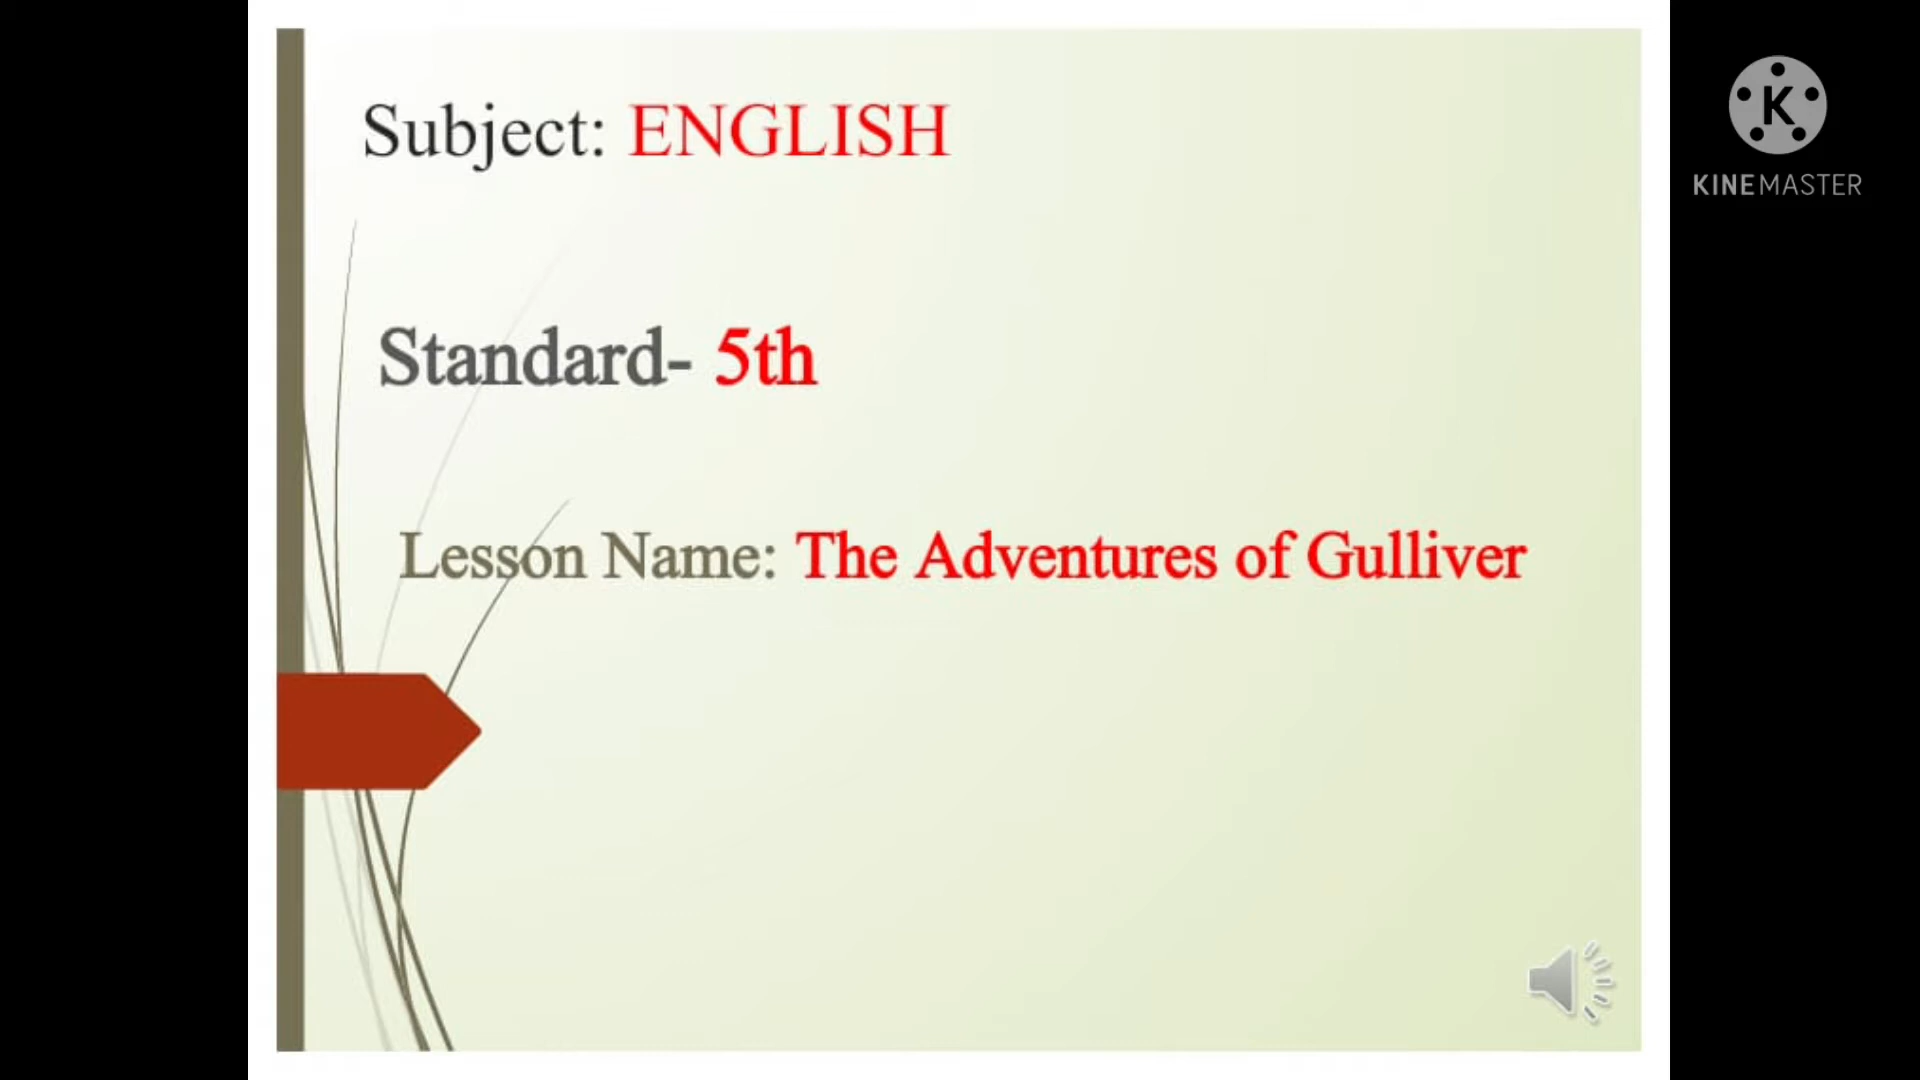 Subject: ENGLISH
K
KINEMASTER
Standard- 5th
Lesson Name: The Adventures of Gulliver